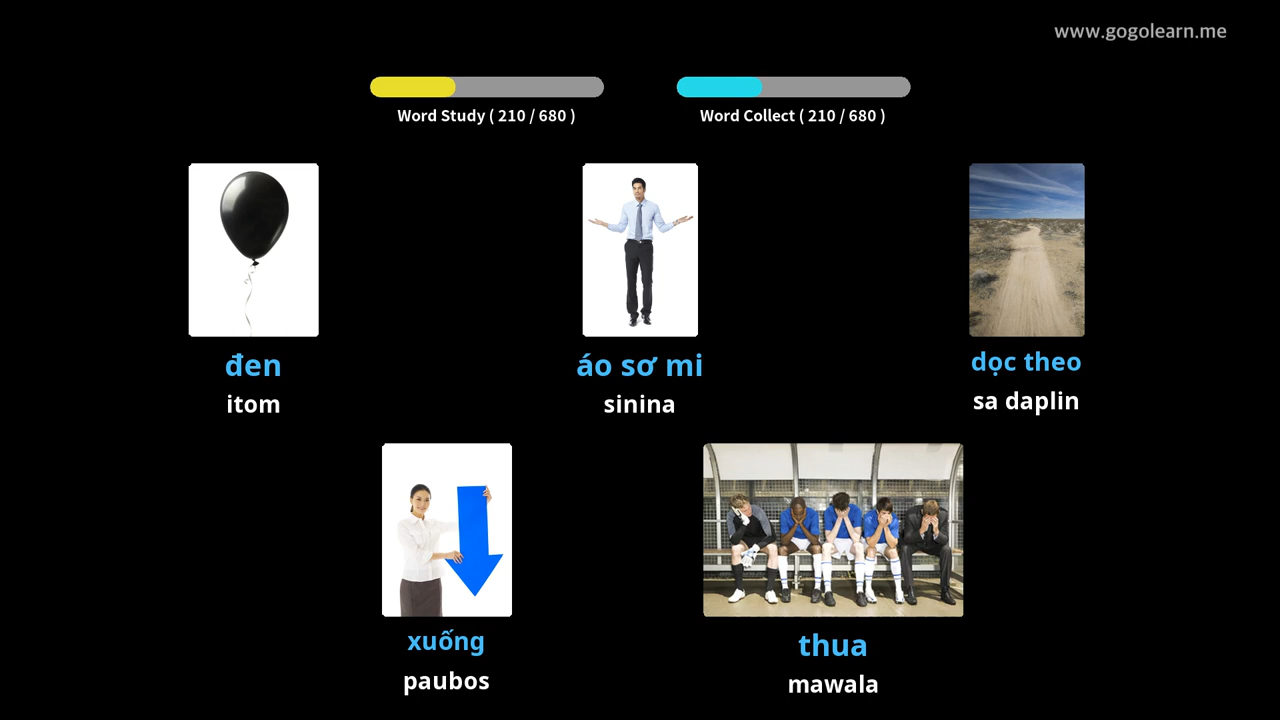 www.gogolearn.me
Word Study ( 210 / 680 )
Word Collect ( 210 / 680 )
đen
itom
áo sơ mi
sinina
dọc theo
sa daplin
xuống
paubos
thua
mawala